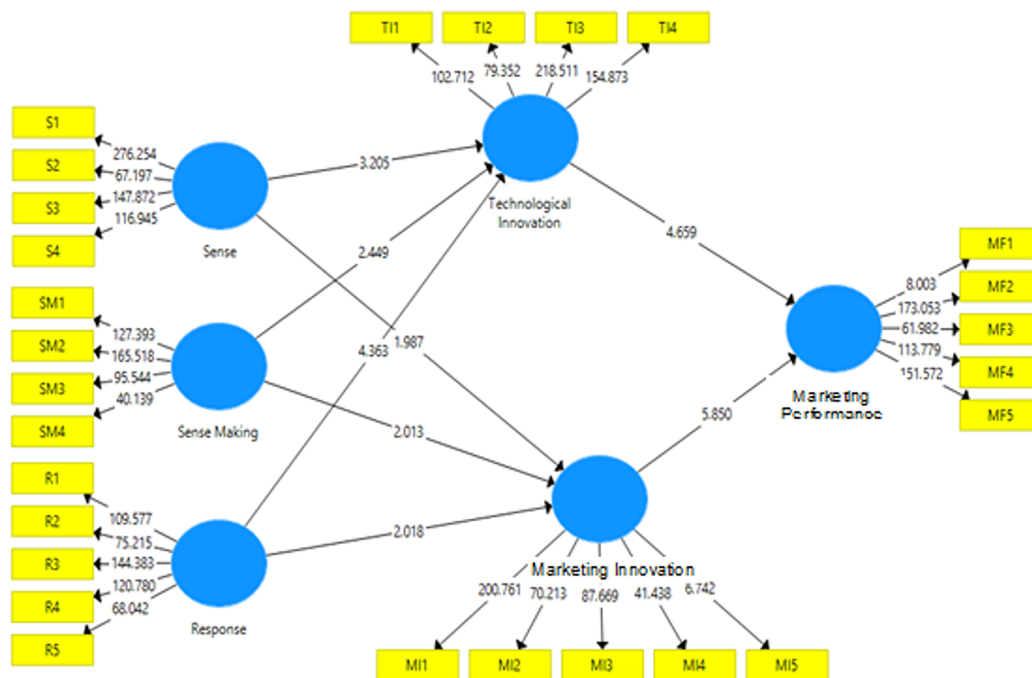 TI1
TI2
TI3
TI4
102.712
79.352
218.511
154.873
S1
S2
S3
S4
276.254
67.197
147.872
116.945
Sense
3.205
Technological
Innovation
2.449
4.659
SM1
SM2
SM3
SM4
127.393
165.518
95.544
40.139
Sense Making
4.363
1.987
2.013
MF1
MF2
MF3
MF4
MF5
8.003
173.053
61.982
113.779
151.572
Marketing
Performance
5.850
R1
R2
R3
R4
R5
109.577
75.215
144.383
120.780
68.042
Response
2.018
Marketing Innovation
200.761
70.213
87.669
41.438
6.742
MI1
MI2
MI3
MI4
MI5